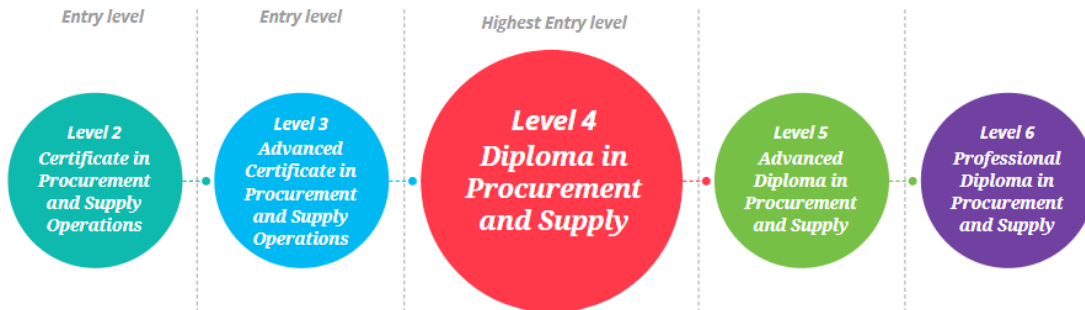 Entry level
Entry level
Highest Entry level
Level 2
Certificate in
Procurement
and Supply
Operations
Level 3
Advanced
Certificate in
Procurement
and Supply
Operations
Level 4
Diploma in
Procurement
and Supply
Level 5
Advanced
Diploma in
Procurement
and Supply
Level 6
Professional
Diploma in
Procurement
and Supply